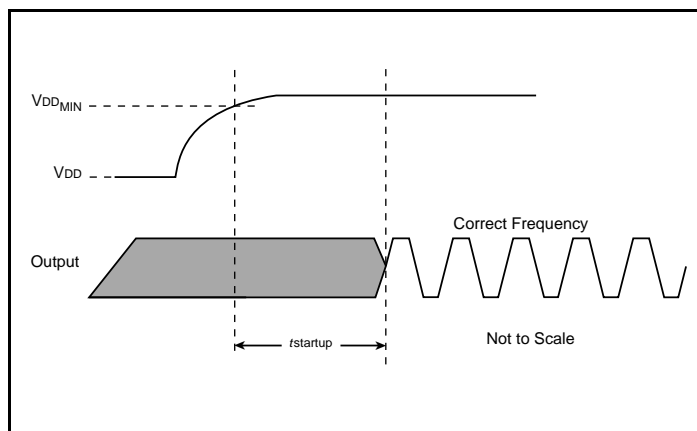 VDDMIN
VDD
Correct Frequency
Output
tstartup
Not to Scale